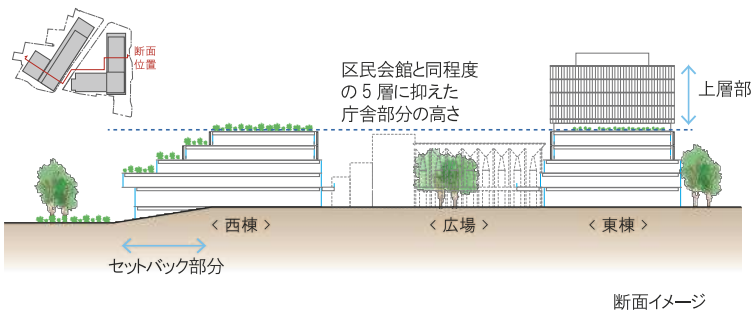 断面
位置
区民会館と同程度
の5層に抑えた
庁舎部分の高さ
上層部
<西棟>
<広場>
<東棟>
セットバック部分
断面イメージ